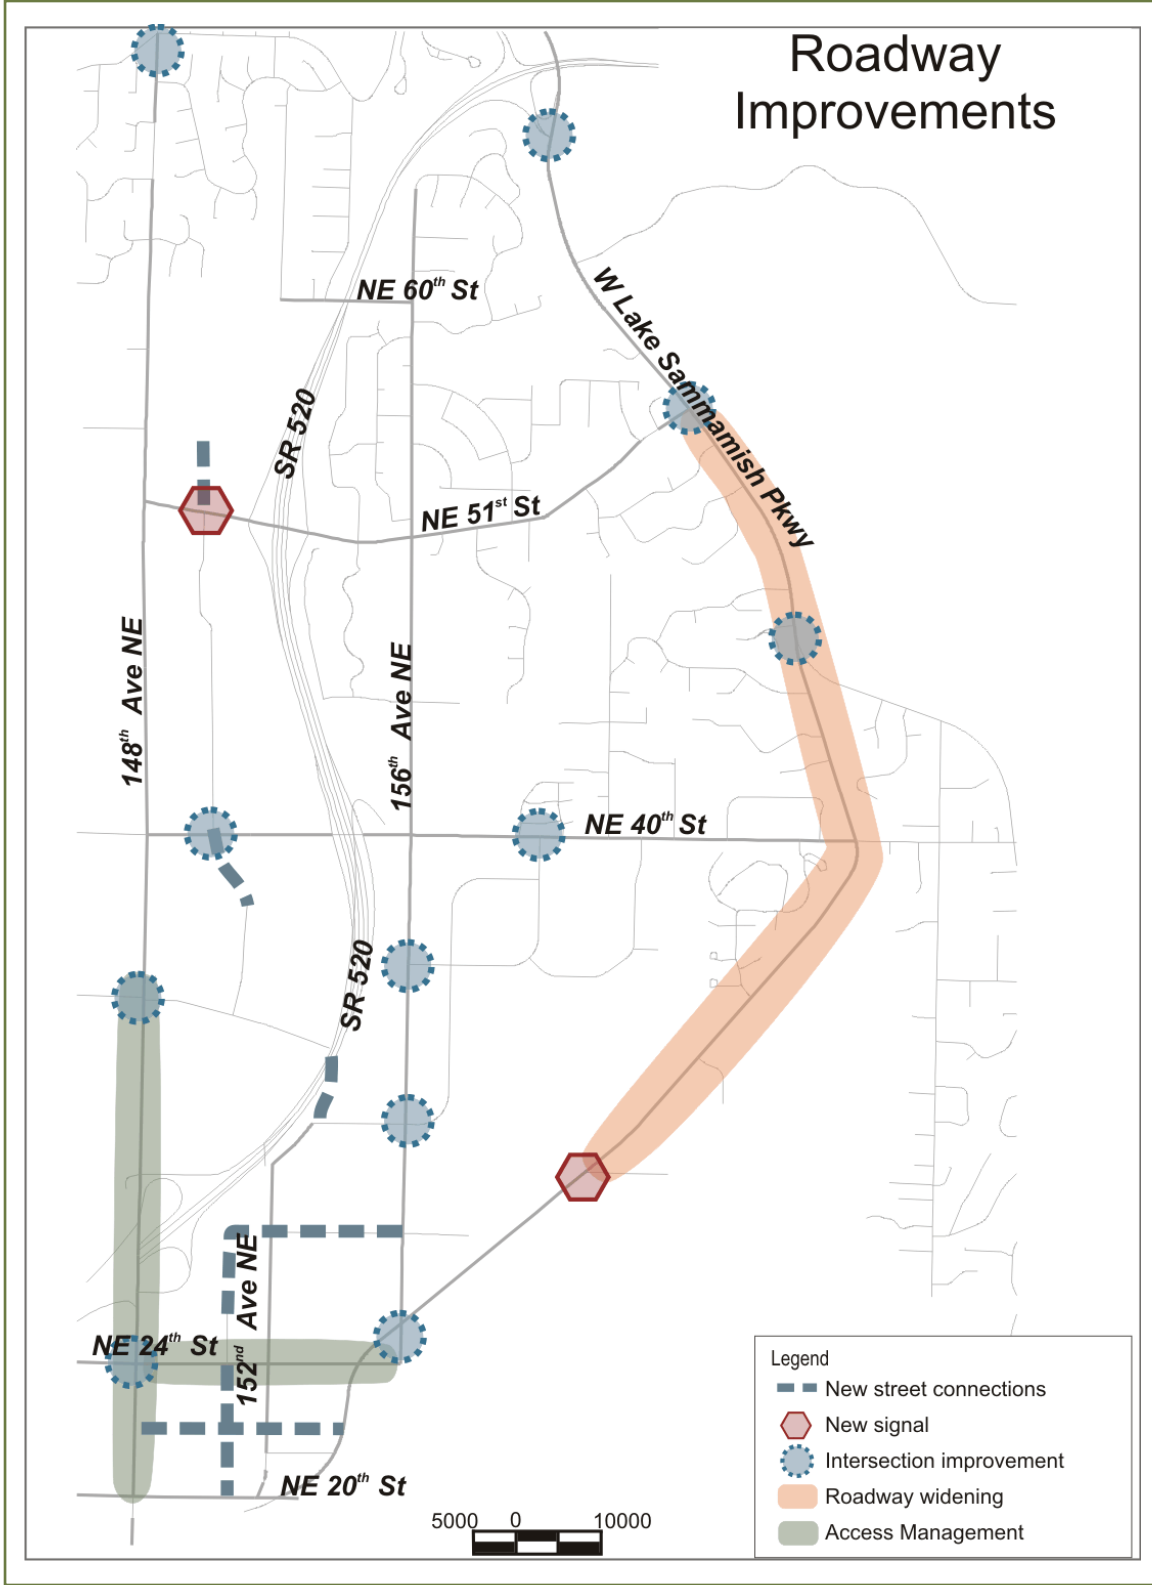 Roadway
Improvements
NE 60th St
W Lake Sammamish Pkwy
SR 520
NE 51st St
148th Ave NE
156th Ave NE
NE 40th St
SR 520
152nd Ave NE
NE 24th St
NE 20th St
5000 0 10000
Legend
New street connections
New signal
Intersection improvement
Roadway widening
Access Management